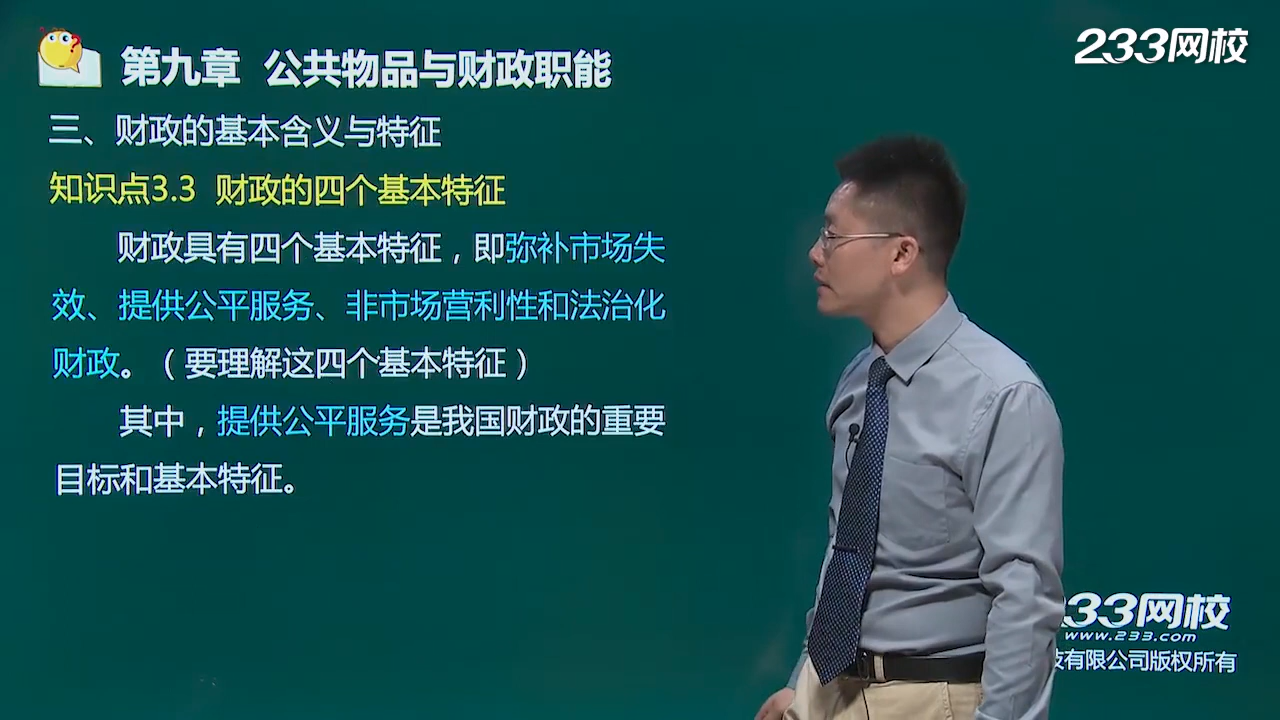 第九章 公共物品与财政职能
233网校
三、财政的基本含义与特征
知识点3.3 财政的四个基本特征
财政具有四个基本特征，即弥补市场失
效、提供公平服务、非市场营利性和法治化
财政。（要理解这四个基本特征）
其中，提供公平服务是我国财政的重要
目标和基本特征。
233网校
www.233.com
技有限公司版权所有